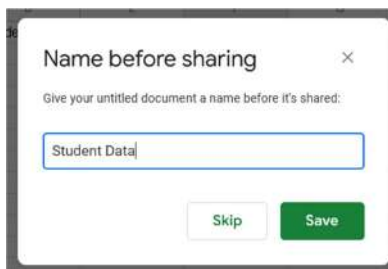 Name before sharing
Give your untitled document a name before it's shared:
Student Data
Skip Save